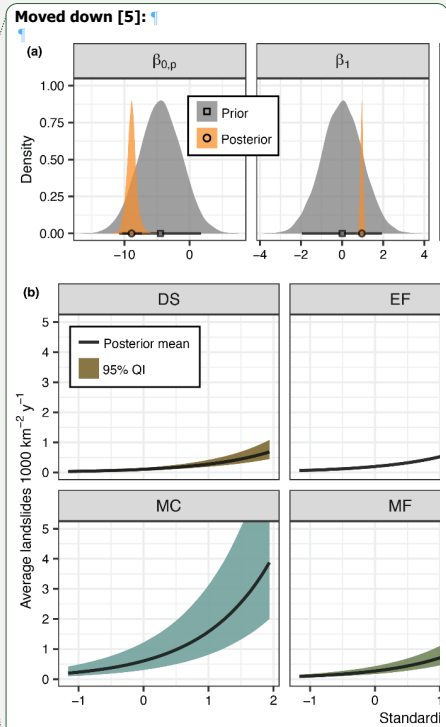 Moved down [5]: ¶
¶
(a)
β0,p
β1
1.00
0.75
0.50
0.25
0.00
Density
Prior
Posterior
−10
0
−4
−2
0
2
4
(b)
DS
EF
5
4
3
2
1
0
Posterior mean
95% QI
MC
MF
5
4
3
2
1
0
Average landslides 1000 km−2 y−1
−1
0
1
2
−1
0
1
Standardi